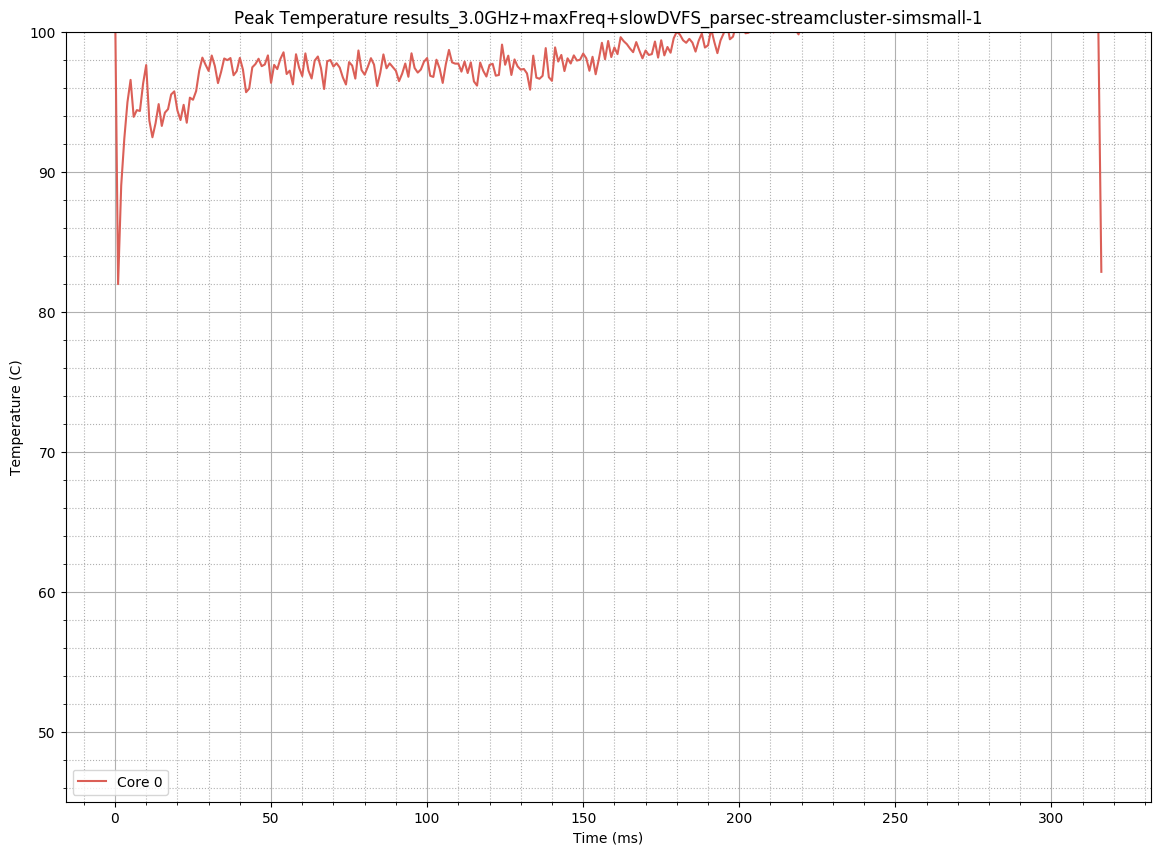 Peak Temperature results_3.0GHz+maxFreq+slowDVFS_parsec-streamcluster-simsmall-1
100
90
80
70
60
50
Temperature (C)
Core 0
0 50 100 150 200 250 300
Time (ms)